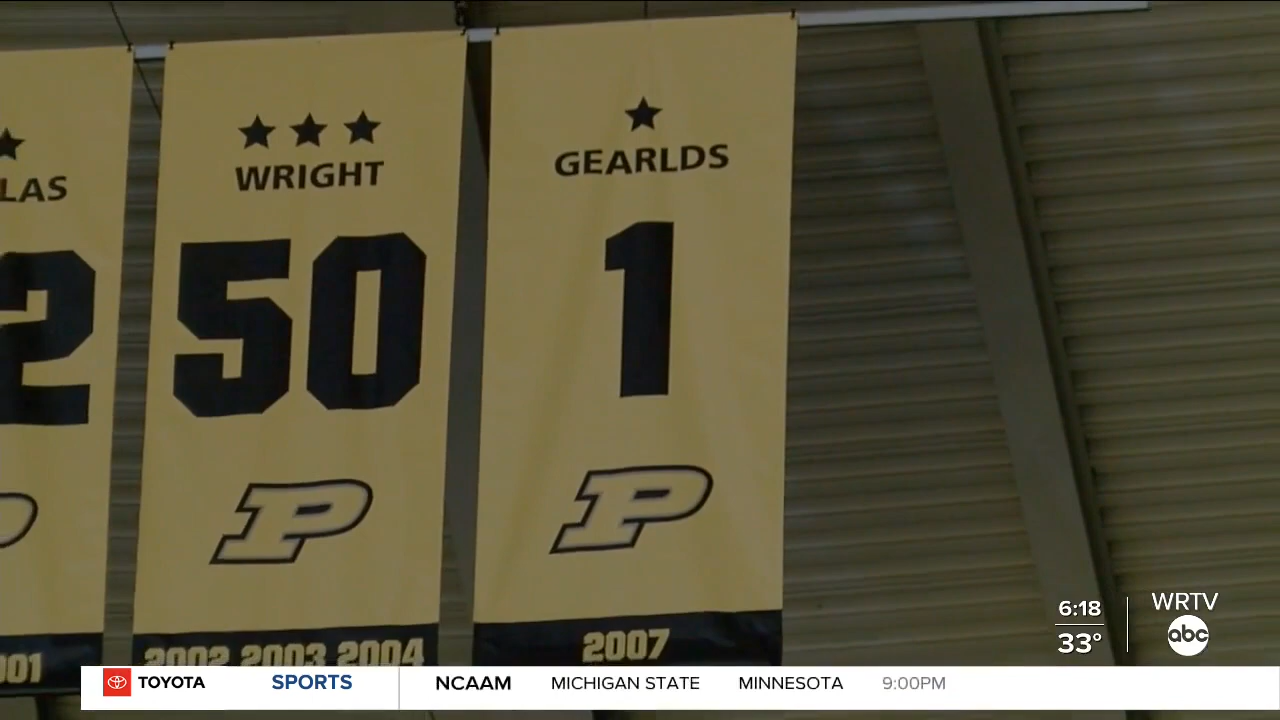 LAS
2
001
WRIGHT
50
P
2002 2003 2004
GEARLDS
1
P
2007
6:18
33°
WRTV
abc
TOYOTA SPORTS NCAAM MICHIGAN STATE MINNESOTA 9:00PM